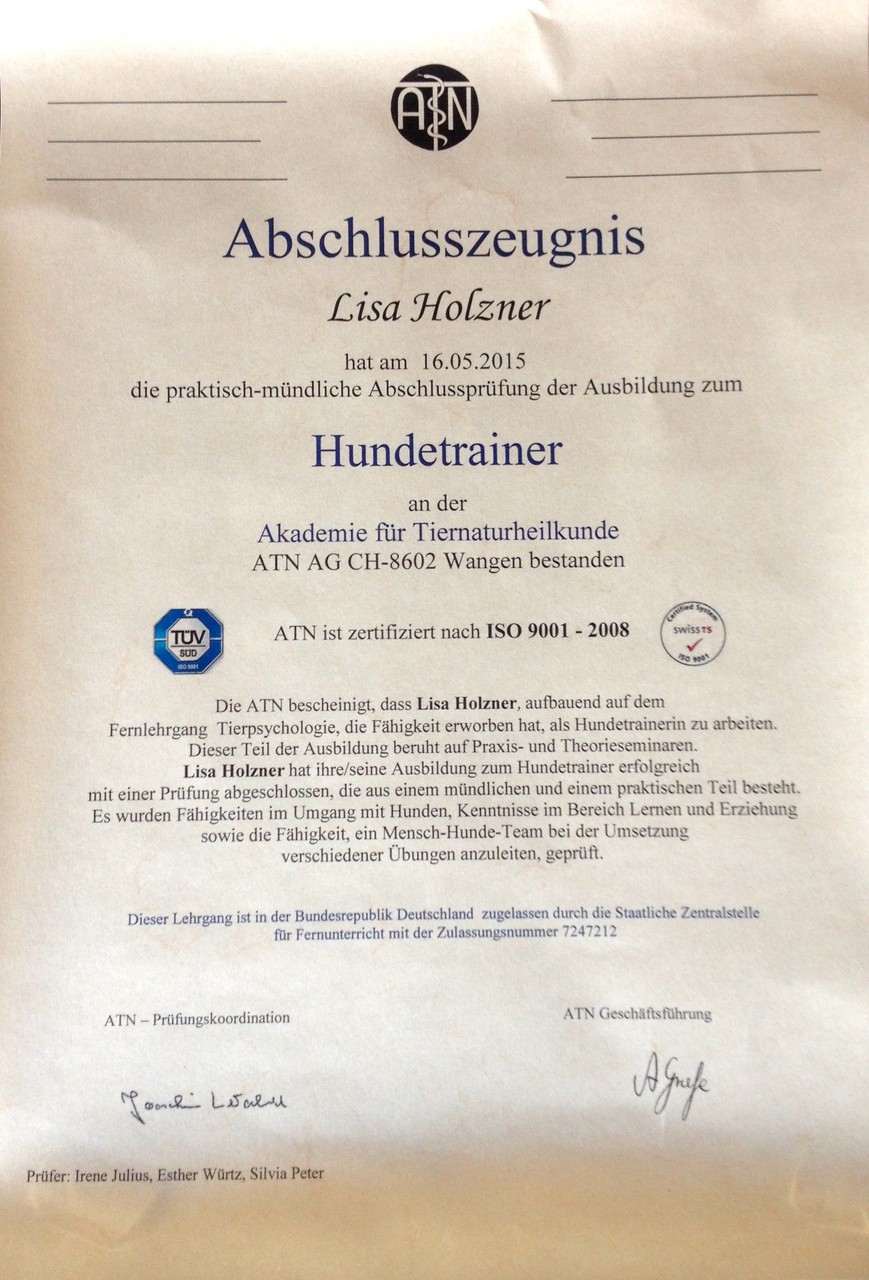 ATN
Abschlusszeugnis
Lisa Holzner
hat am 16.05.2015
die praktisch-mündliche Abschlussprüfung der Ausbildung zum
Hundetrainer
an der
Akademie für Tiernaturheilkunde
ATN AG CH-8602 Wangen bestanden
TÜV
SÜD
ISO 9001
ATN ist zertifiziert nach ISO 9001 - 2008
Certified System
swissTS
ISO 9001
Die ATN bescheinigt, dass Lisa Holzner, aufbauend auf dem
Fernlehrgang Tierpsychologie, die Fähigkeit erworben hat, als Hundetrainerin zu arbeiten.
Dieser Teil der Ausbildung beruht auf Praxis- und Theorieseminaren.
Lisa Holzner hat ihre/seine Ausbildung zum Hundetrainer erfolgreich
mit einer Prüfung abgeschlossen, die aus einem mündlichen und einem praktischen Teil besteht.
Es wurden Fähigkeiten im Umgang mit Hunden, Kenntnisse im Bereich Lernen und Erziehung
sowie die Fähigkeit, ein Mensch-Hunde-Team bei der Umsetzung
verschiedener Übungen anzuleiten, geprüft.
Dieser Lehrgang ist in der Bundesrepublik Deutschland zugelassen durch die Staatliche Zentralstelle
für Fernunterricht mit der Zulassungsnummer 7247212
ATN – Prüfungskoordination
ATN Geschäftsführung
Prüfer: Irene Julius, Esther Würtz, Silvia Peter